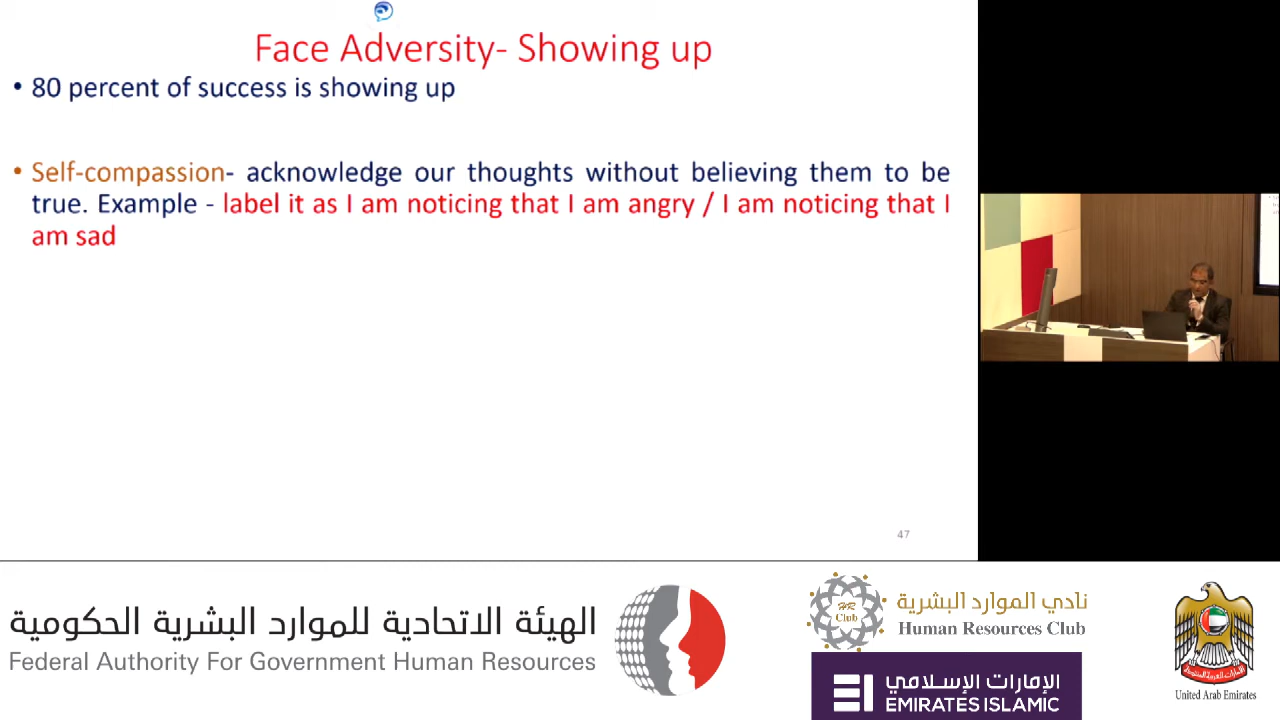 Face Adversity- Showing up
• 80 percent of success is showing up
• Self-compassion- acknowledge our thoughts without believing them to be
true. Example - label it as I am noticing that I am angry / I am noticing that I
am sad
47
الهيئة الاتحادية للموارد البشرية الحكومية
Federal Authority For Government Human Resources
HR
Club
نادي الموارد البشرية
Human Resources Club
الإمارات الإسلامي
EMIRATES ISLAMIC
United Arab Emirates